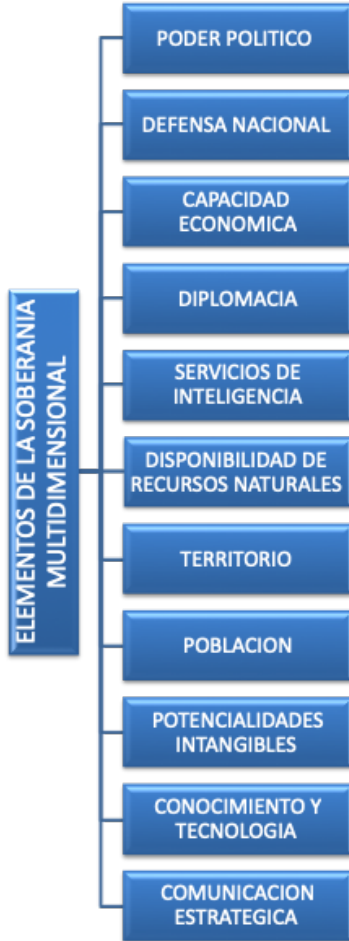 ELEMENTOS DE LA SOBERANIA
MULTIDIMENSIONAL
PODER POLITICO
DEFENSA NACIONAL
CAPACIDAD
ECONOMICA
DIPLOMACIA
SERVICIOS DE
INTELIGENCIA
DISPONIBILIDAD DE
RECURSOS NATURALES
TERRITORIO
POBLACION
POTENCIALIDADES
INTANGIBLES
CONOCIMIENTO Y
TECNOLOGIA
COMUNICACION
ESTRATEGICA